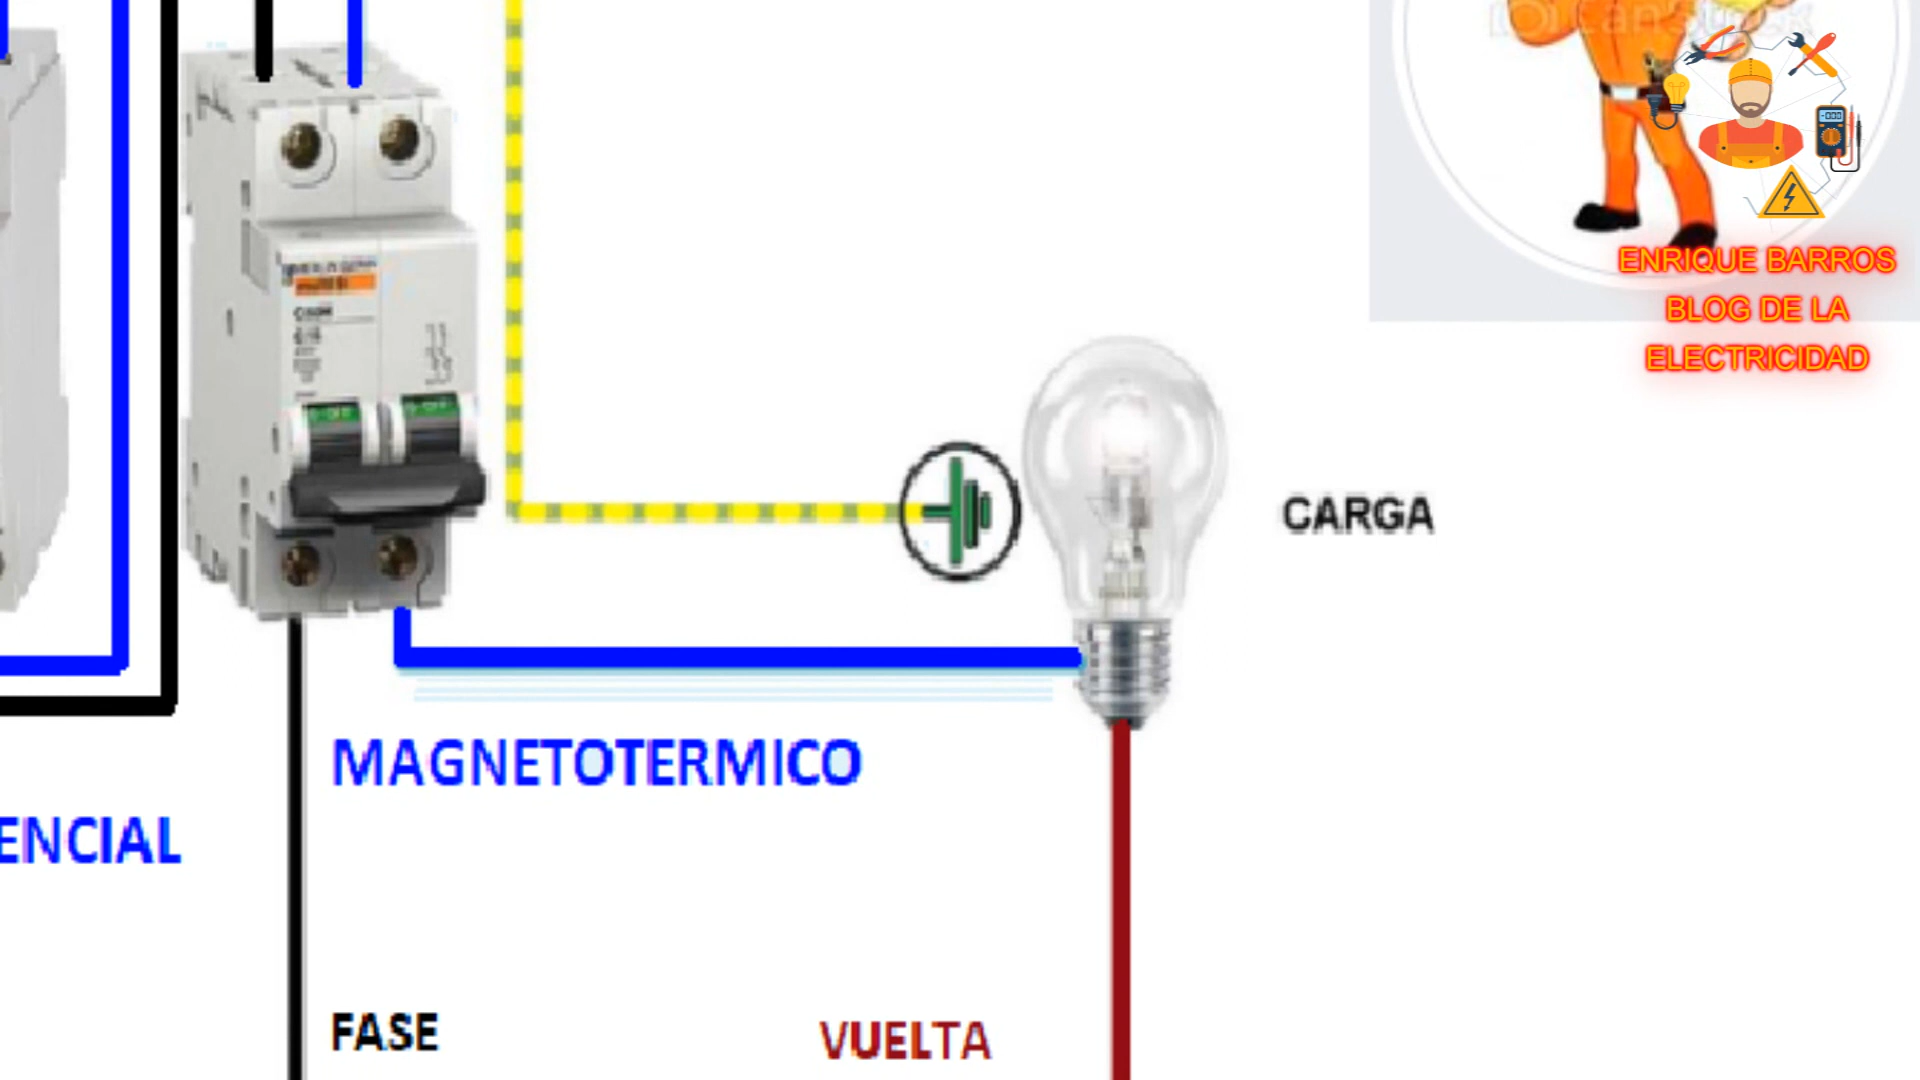 ENRIQUE BARROS
BLOG DE LA
ELECTRICIDAD
CARGA
MAGNETOTERMICO
ENCIAL
FASE
VUELTA